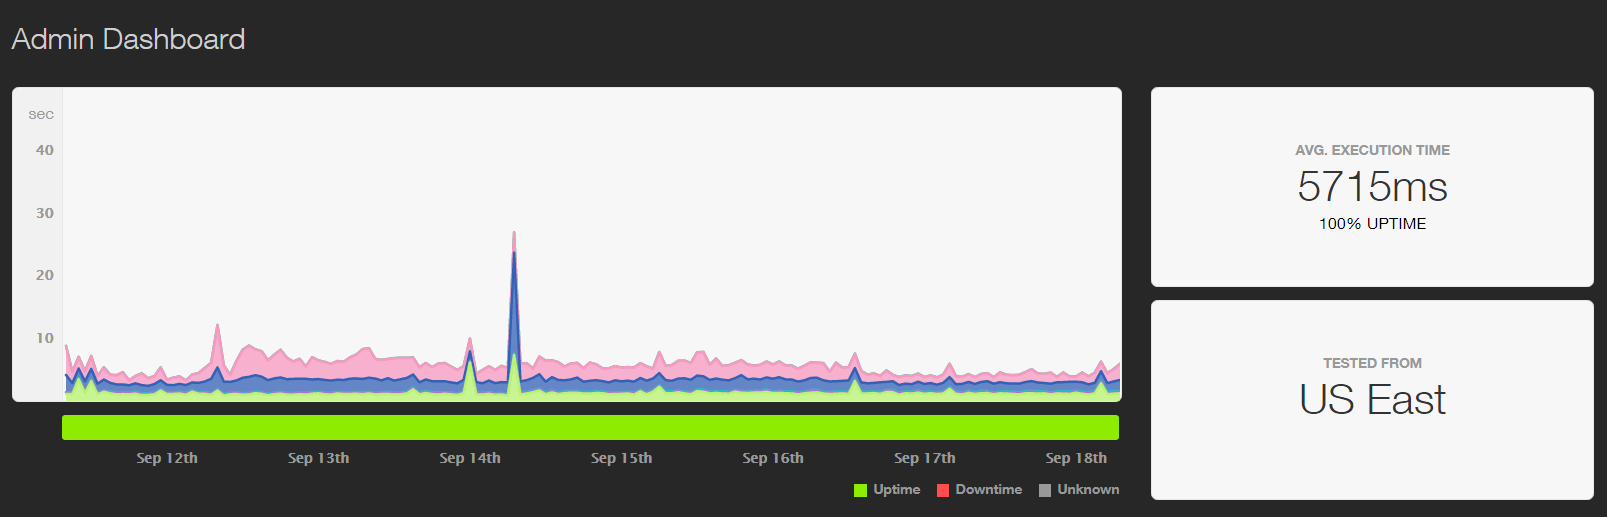 Admin Dashboard
sec
40
30
20
10
Sep 12th Sep 13th Sep 14th Sep 15th Sep 16th Sep 17th Sep 18th
Uptime Downtime Unknown
AVG. EXECUTION TIME
5715ms
100% UPTIME
TESTED FROM
US East